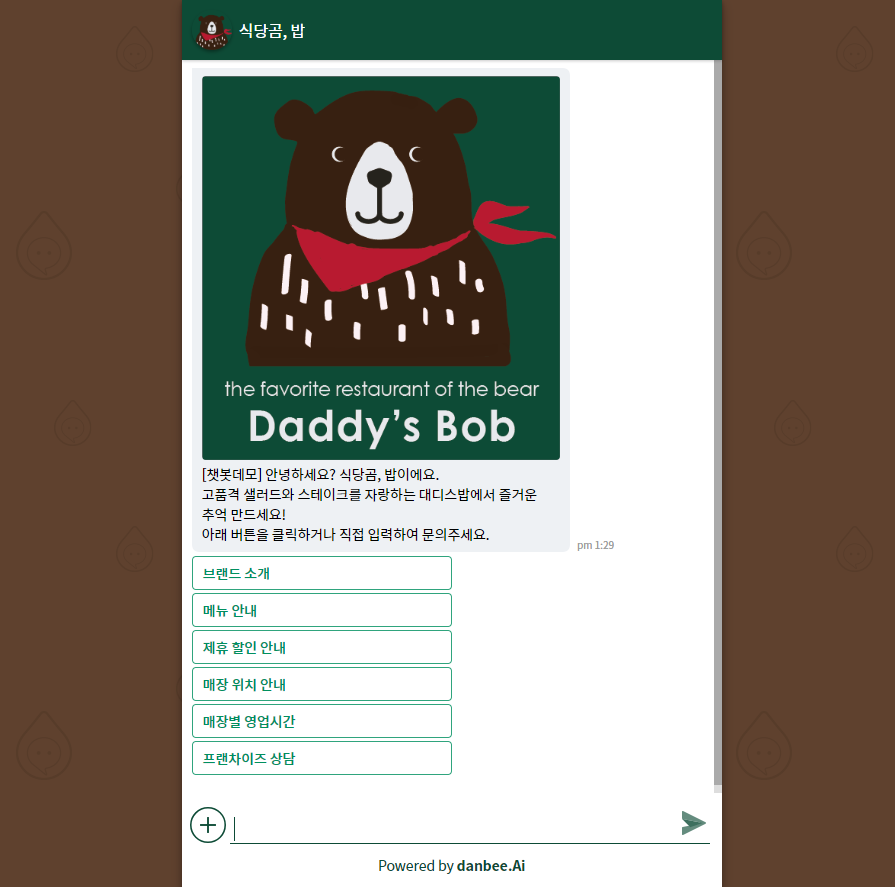 식당곰, 밥
the favorite restaurant of the bear
Daddy's Bob
[챗봇데모] 안녕하세요? 식당곰, 밥이에요.
고품격 샐러드와 스테이크를 자랑하는 대디스밥에서 즐거운
추억 만드세요!
아래 버튼을 클릭하거나 직접 입력하여 문의주세요.
pm 1:29
브랜드 소개
메뉴 안내
제휴 할인 안내
매장 위치 안내
매장별 영업시간
프랜차이즈 상담
Powered by danbee.Ai